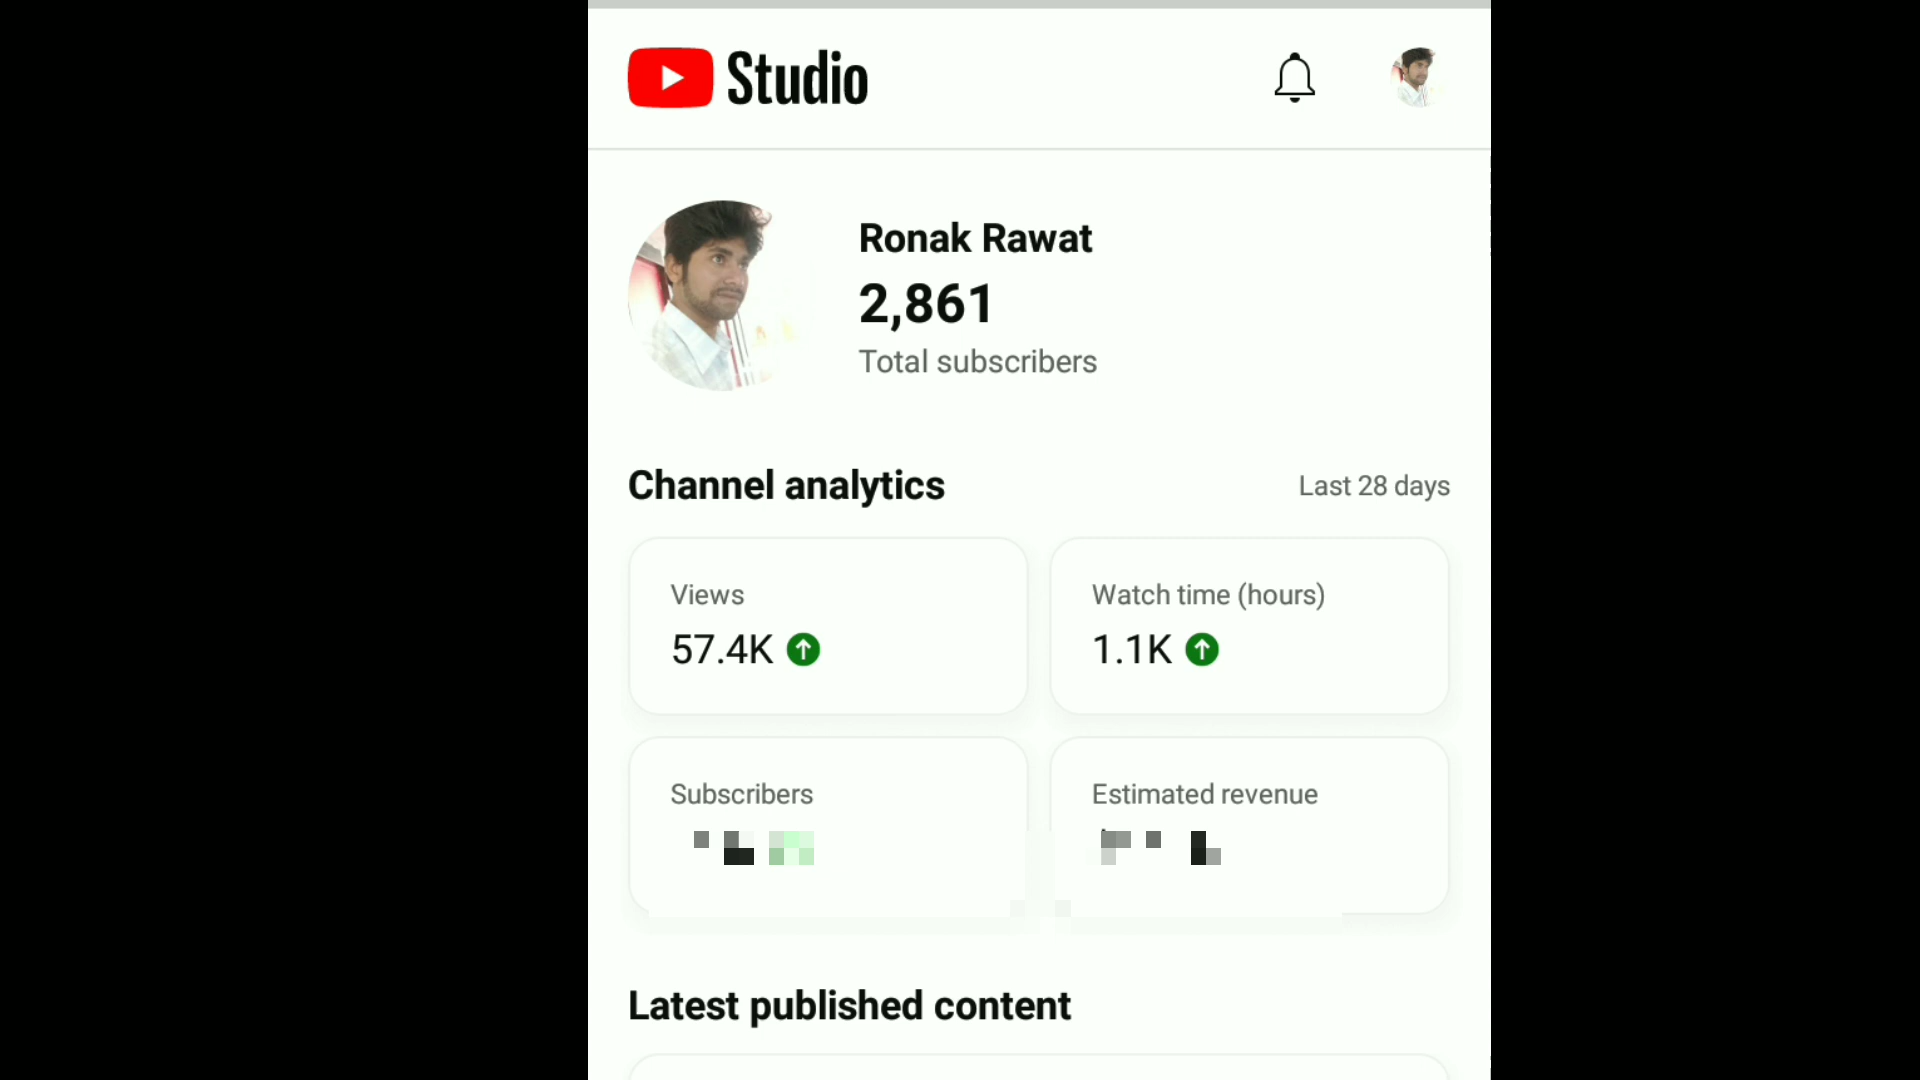 Studio
Ronak Rawat
2,861
Total subscribers
Channel analytics
Last 28 days
Views
57.4K
Watch time (hours)
1.1K
Subscribers
Estimated revenue
Latest published content